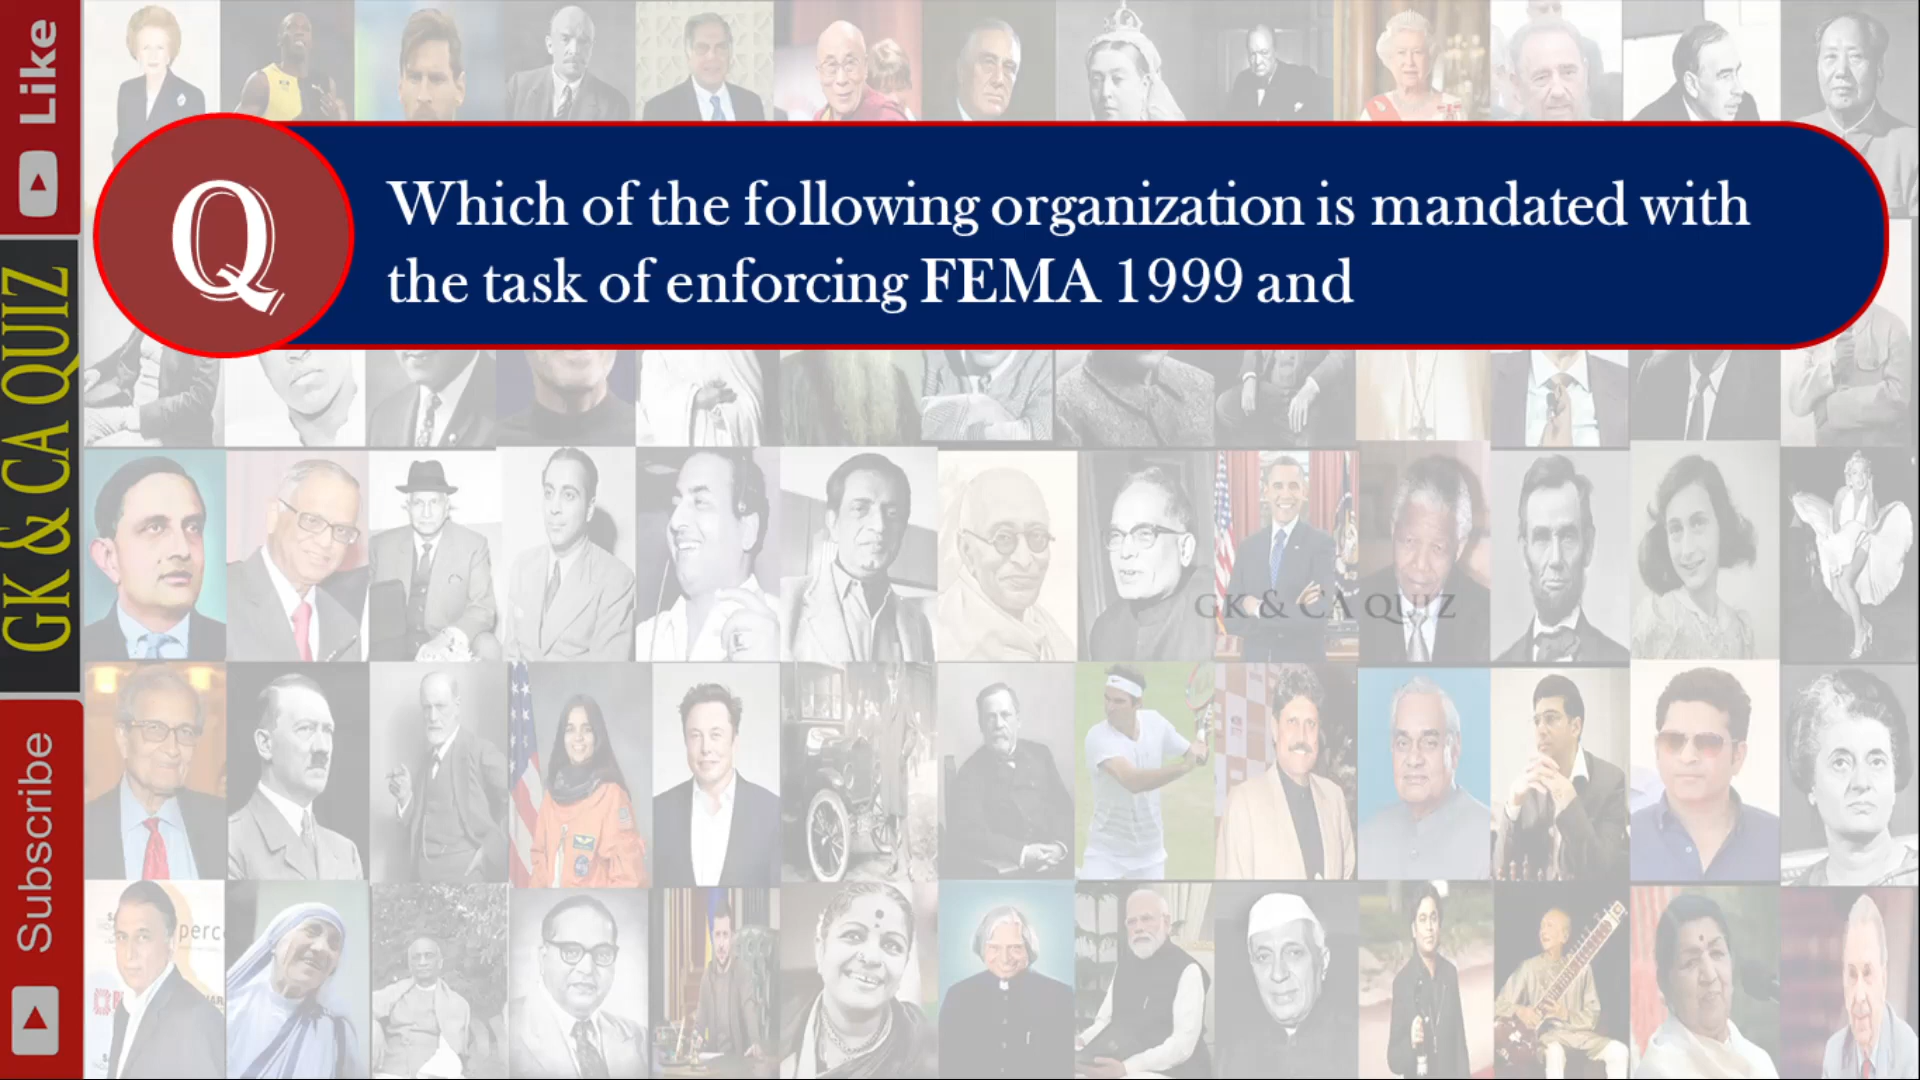 Like
GK & CA QUIZ
Subscribe
Q
Which of the following organization is mandated with
the task of enforcing FEMA 1999 and
GK & CA QUIZ
perc